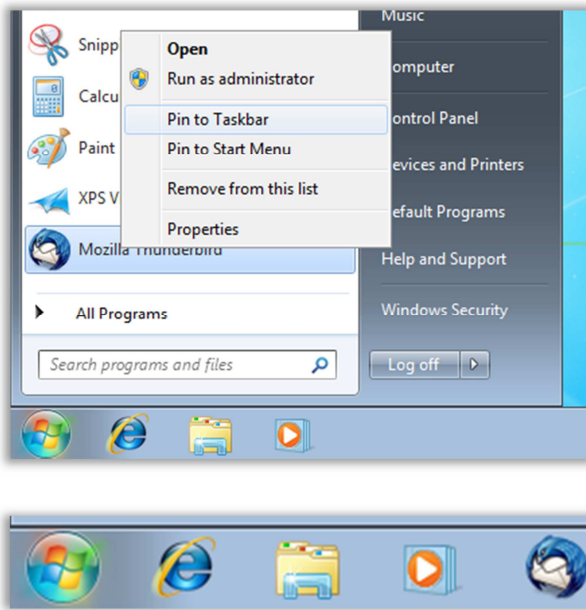 Music
Snipp
Open
Run as administrator
omputer
Calcu
Pin to Taskbar
ontrol Panel
Paint
Pin to Start Menu
evices and Printers
XPS V
Remove from this list
efault Programs
Properties
Mozilla Thunderbird
Help and Support
All Programs
Windows Security
Search programs and files
Log off